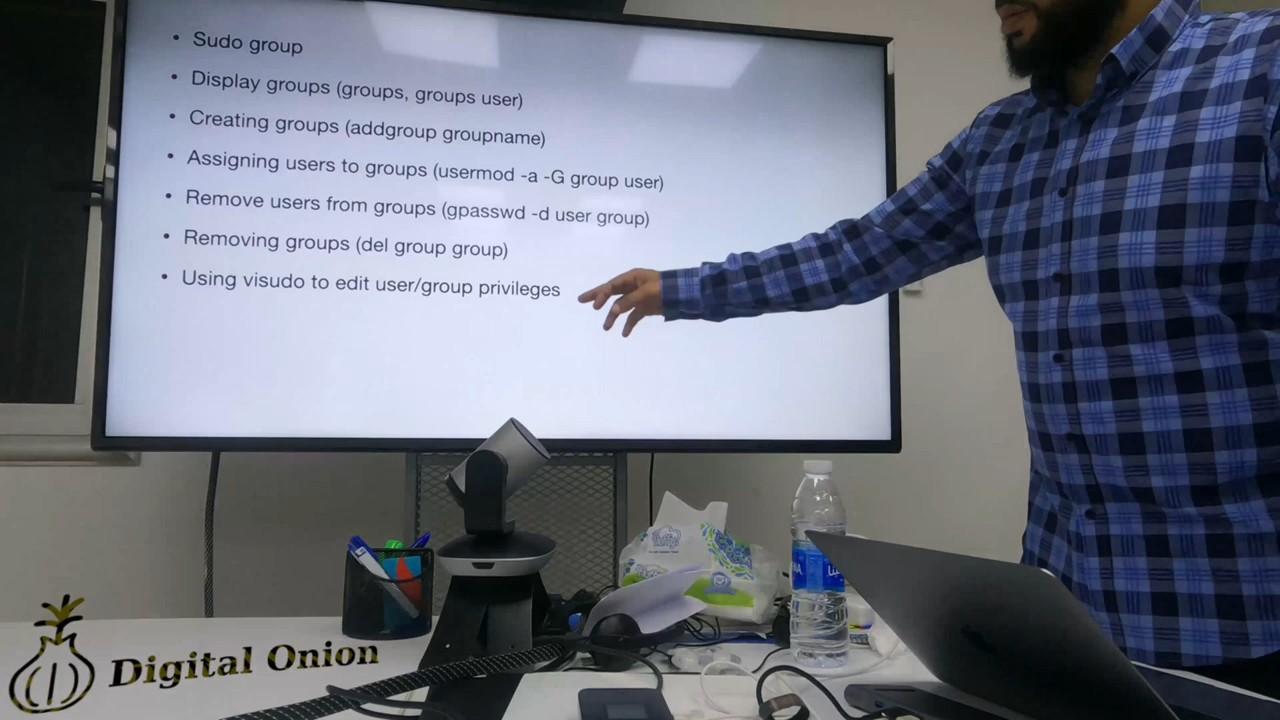 • Sudo group
• Display groups (groups, groups user)
• Creating groups (addgroup groupname)
• Assigning users to groups (usermod -a -G group user)
• Remove users from groups (gpasswd -d user group)
• Removing groups (del group group)
• Using visudo to edit user/group privileges
Digital Onion